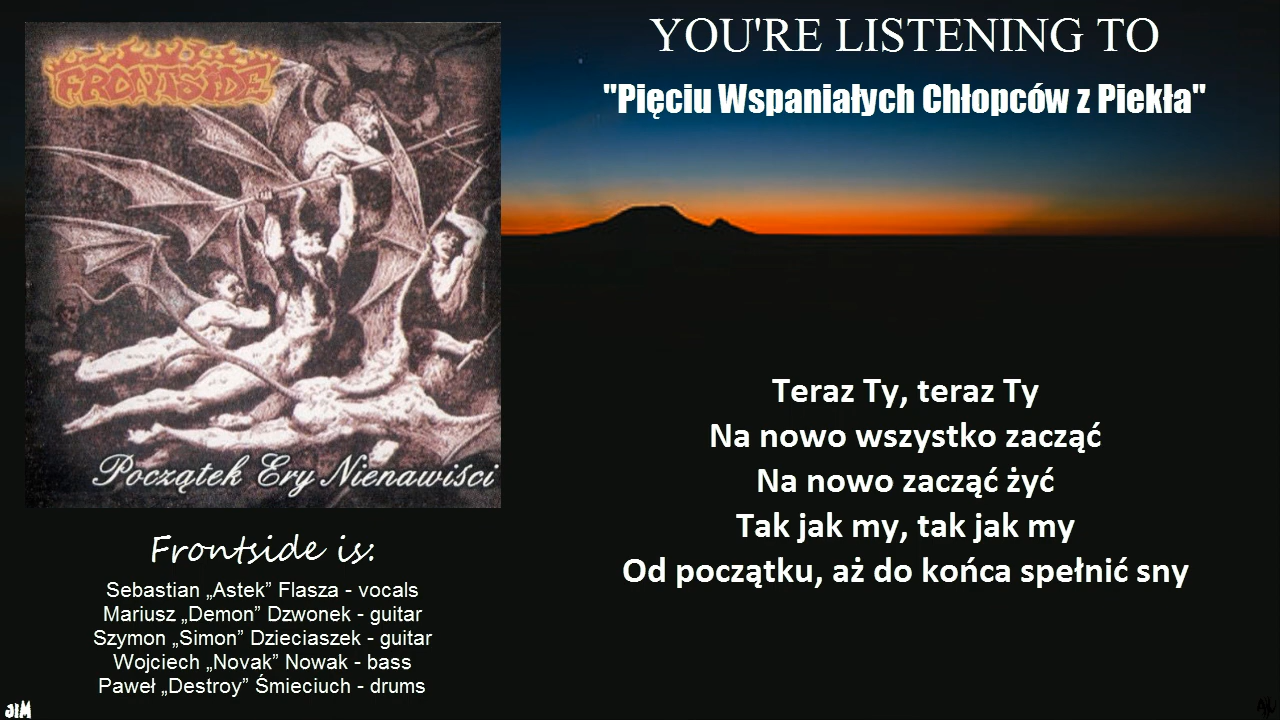 FRONTSIDE
Początek Ery Nienawiści
Frontside is:
Sebastian „Astek” Flasza - vocals
Mariusz „Demon” Dzwonek - guitar
Szymon „Simon” Dzieciaszek - guitar
Wojciech „Novak” Nowak - bass
Paweł „Destroy” Śmieciuch - drums
JIM
YOU'RE LISTENING TO
"Pięciu Wspaniałych Chłopców z Piekła"
Teraz Ty, teraz Ty
Na nowo wszystko zacząć
Na nowo zacząć żyć
Tak jak my, tak jak my
Od początku, aż do końca spełnić sny